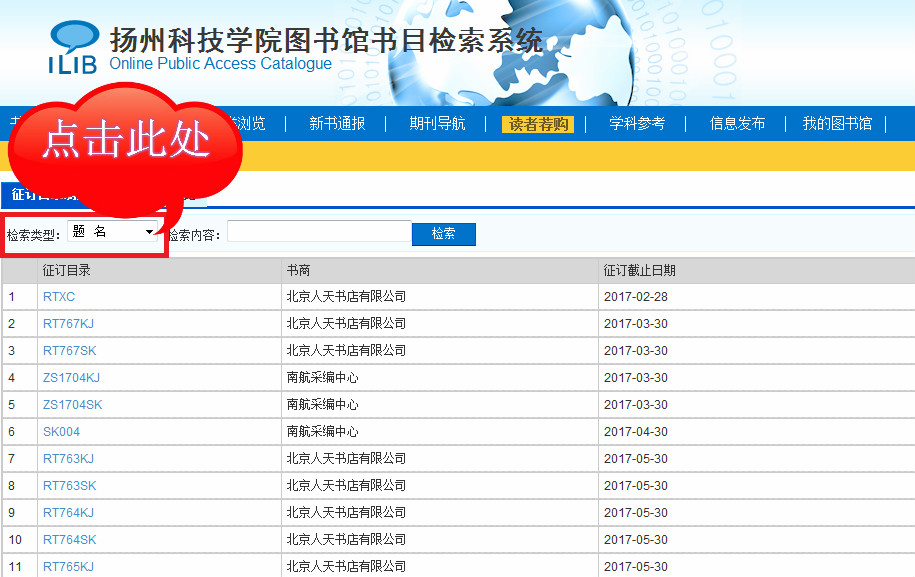 扬州科技学院图书馆书目检索系统
ILIB Online Public Access Catalogue
浏览 新书通报 期刊导航 读者荐购 学科参考 信息发布 我的图书馆
点击此处
征订目录
检索类型: 题 名 检索内容: 检索
征订目录 书商 征订截止日期
1 RTXC 北京人天书店有限公司 2017-02-28
2 RT767KJ 北京人天书店有限公司 2017-03-30
3 RT767SK 北京人天书店有限公司 2017-03-30
4 ZS1704KJ 南航采编中心 2017-03-30
5 ZS1704SK 南航采编中心 2017-03-30
6 SK004 南航采编中心 2017-04-30
7 RT763KJ 北京人天书店有限公司 2017-05-30
8 RT763SK 北京人天书店有限公司 2017-05-30
9 RT764KJ 北京人天书店有限公司 2017-05-30
10 RT764SK 北京人天书店有限公司 2017-05-30
11 RT765KJ 北京人天书店有限公司 2017-05-30